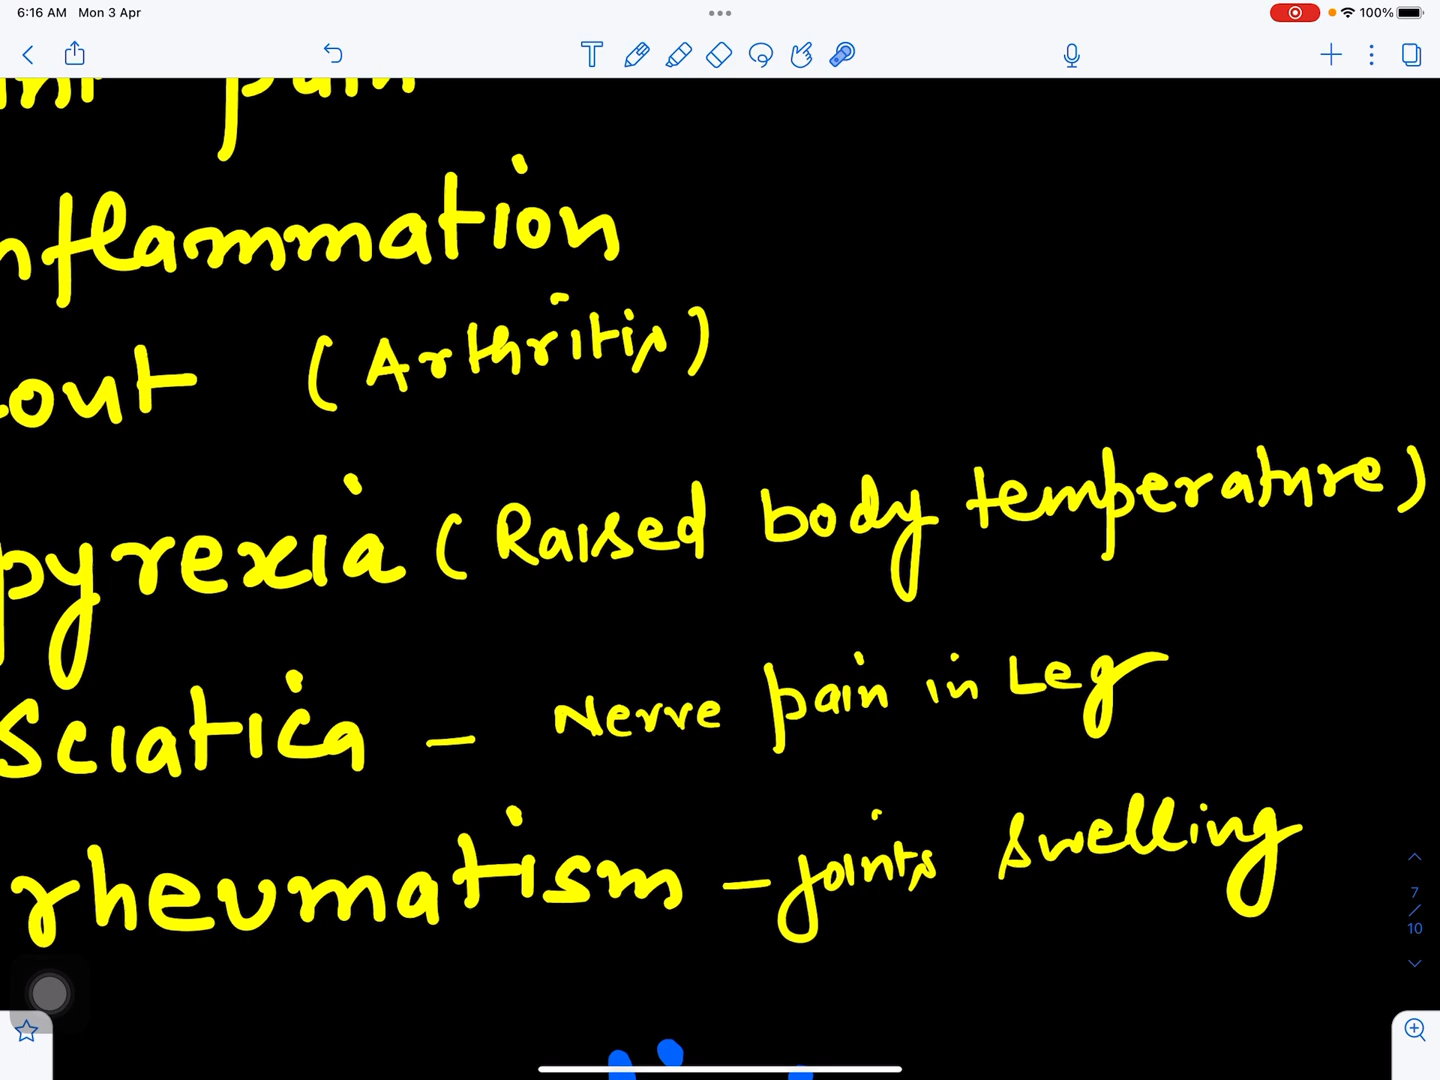 6:16 AM Mon 3 Apr
100%
pain
nflammation
out (Arthritis)
pyrexia (Raised body temperature)
Sciatica – Nerve pain in Leg
rheumatism – joints swelling
7
/
10